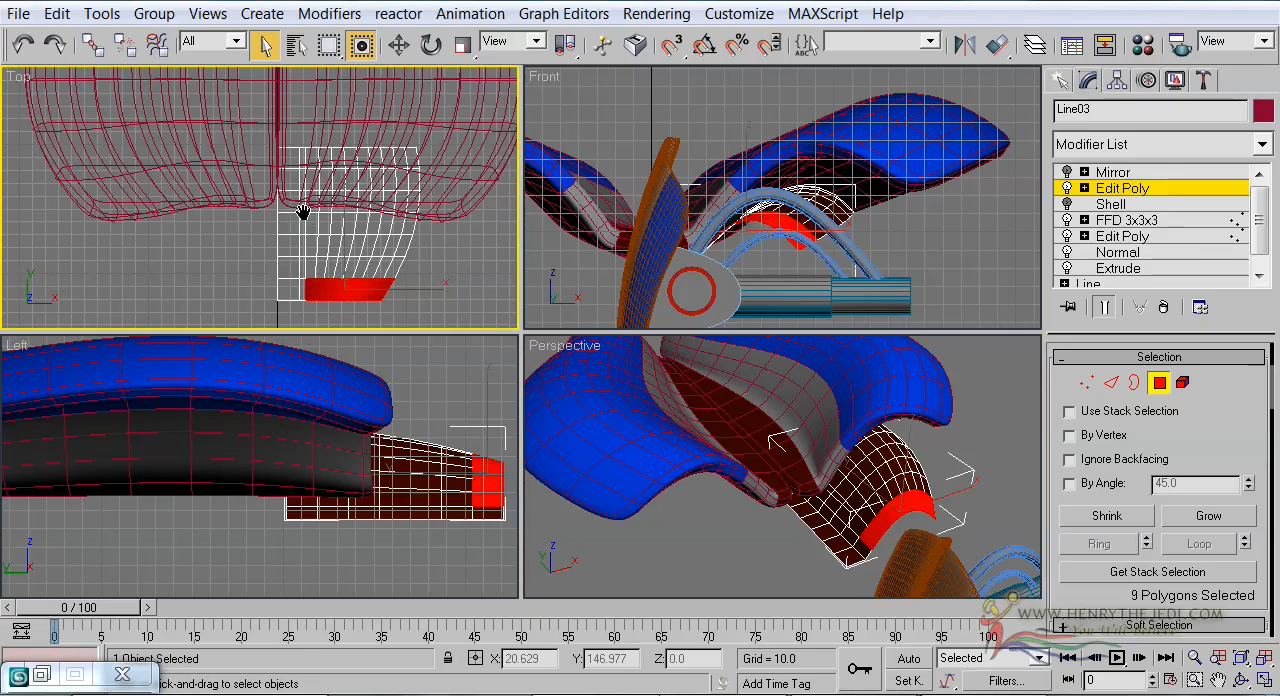 File Edit Tools Group Views Create Modifiers reactor Animation Graph Editors Rendering Customize MAXScript Help
All View 3 % ABC View
Top
Front
Line03
Modifier List
Mirror
Edit Poly
Shell
FFD 3x3x3
Edit Poly
Normal
Extrude
Line
Left
Perspective
Selection
Use Stack Selection
By Vertex
Ignore Backfacing
By Angle: 45.0
Shrink Grow
Ring Loop
Get Stack Selection
9 Polygons Selected
Soft Selection
WWW.HENRYTHEJEDI.COM
0 / 100
0 5 10 15 20 25 30 35 40 45 50 55 60 65 70 75 80 85 90 95 100
1 Object Selected X: 20.629 Y: 146.977 Z: 0.0 Grid = 10.0 Auto Selected
ck-and-drag to select objects Add Time Tag Set K. Filters... 0